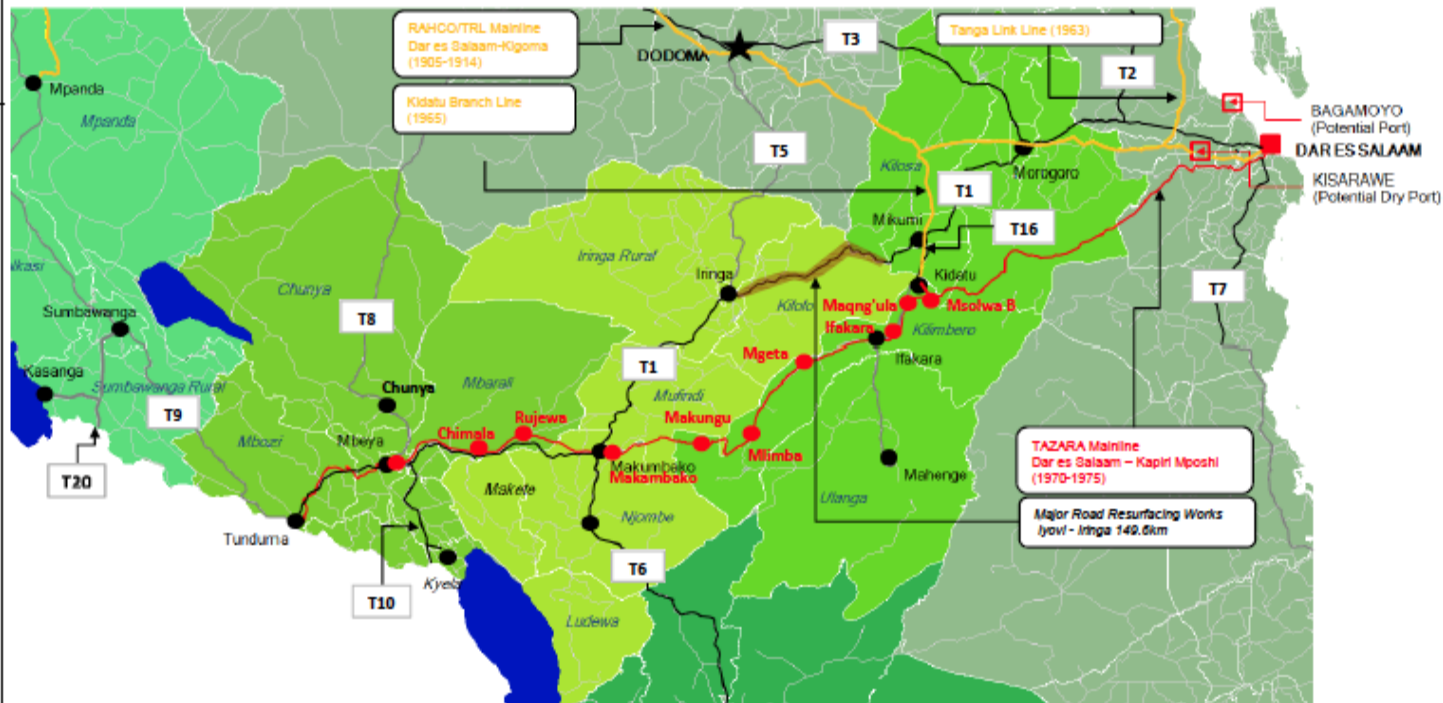 RAHCO/TRL Mainline
Dar es Salaam-Kigoma
(1905-1914)
Kidatu Branch Line
(1965)
DODOMA
T3
Tanga Link Line (1963)
T2
BAGAMOYO
(Potential Port)
DAR ES SALAAM
KISARAWE
(Potential Dry Port)
Mpanda
Mpanda
T5
Kilosa
Morogoro
T1
Mikumi
T16
Iringa Rural
Iringa
Kidatu
T7
lkasi
Chunya
Kilolo
Maqng'ula
Msolwa B
Sumbawanga
T8
Ifakara
Kilimbero
Ifakara
Mgeta
T1
Kasanga
Sumbawanga Rural
Chunya
Mbarali
Mufindi
T9
Rujewa
Makungu
Mbozi
Mbeya
Chimala
Mlimba
TAZARA Mainline
Dar es Salaam – Kapiri Mposhi
(1970-1975)
Makumbako
Makambako
Mahenge
T20
Makete
Ulanga
Major Road Resurfacing Works
Iyovi - Iringa 149.6km
Njombe
Tunduma
T6
Kyela
T10
Ludewa